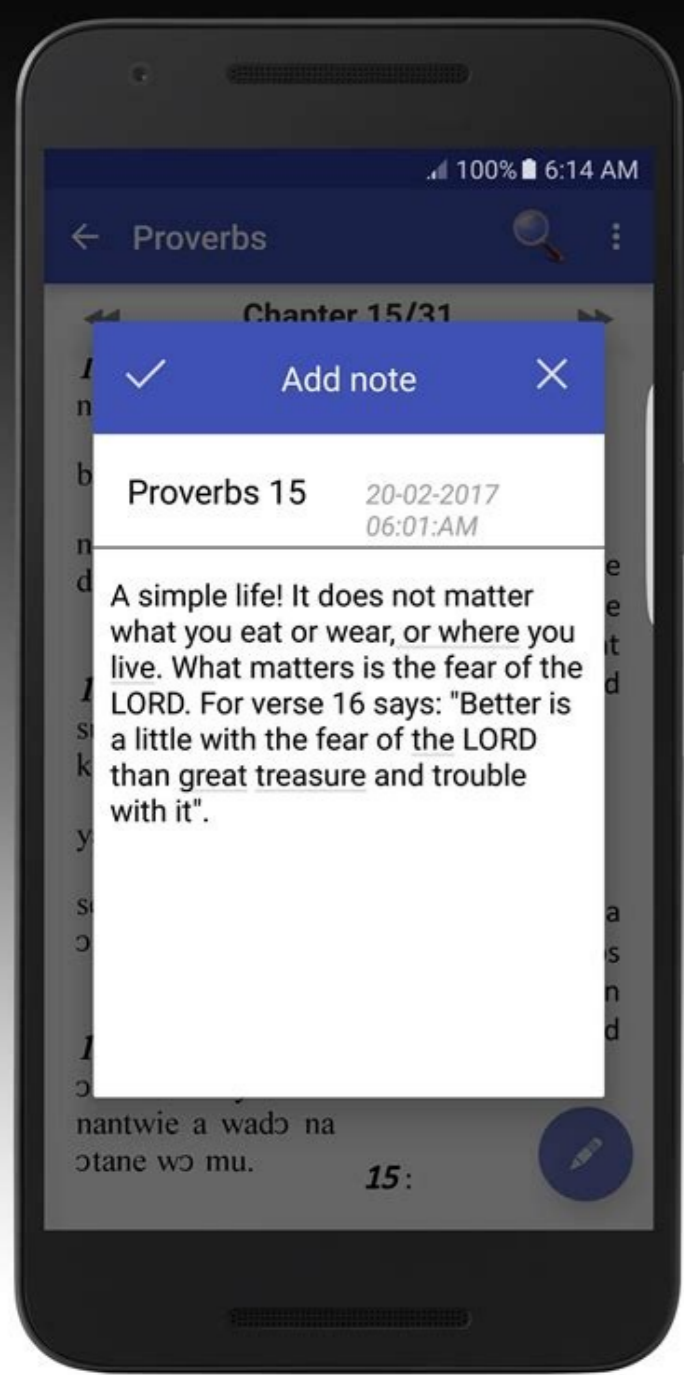 100% 6:14 AM
Proverbs
Chapter 15/31
Add note
Proverbs 15
20-02-2017
06:01:AM
A simple life! It does not matter
what you eat or wear, or where you
live. What matters is the fear of the
LORD. For verse 16 says: "Better is
a little with the fear of the LORD
than great treasure and trouble
with it".
nantwie a wadɔ na
ɔtane wɔ mu.
15: